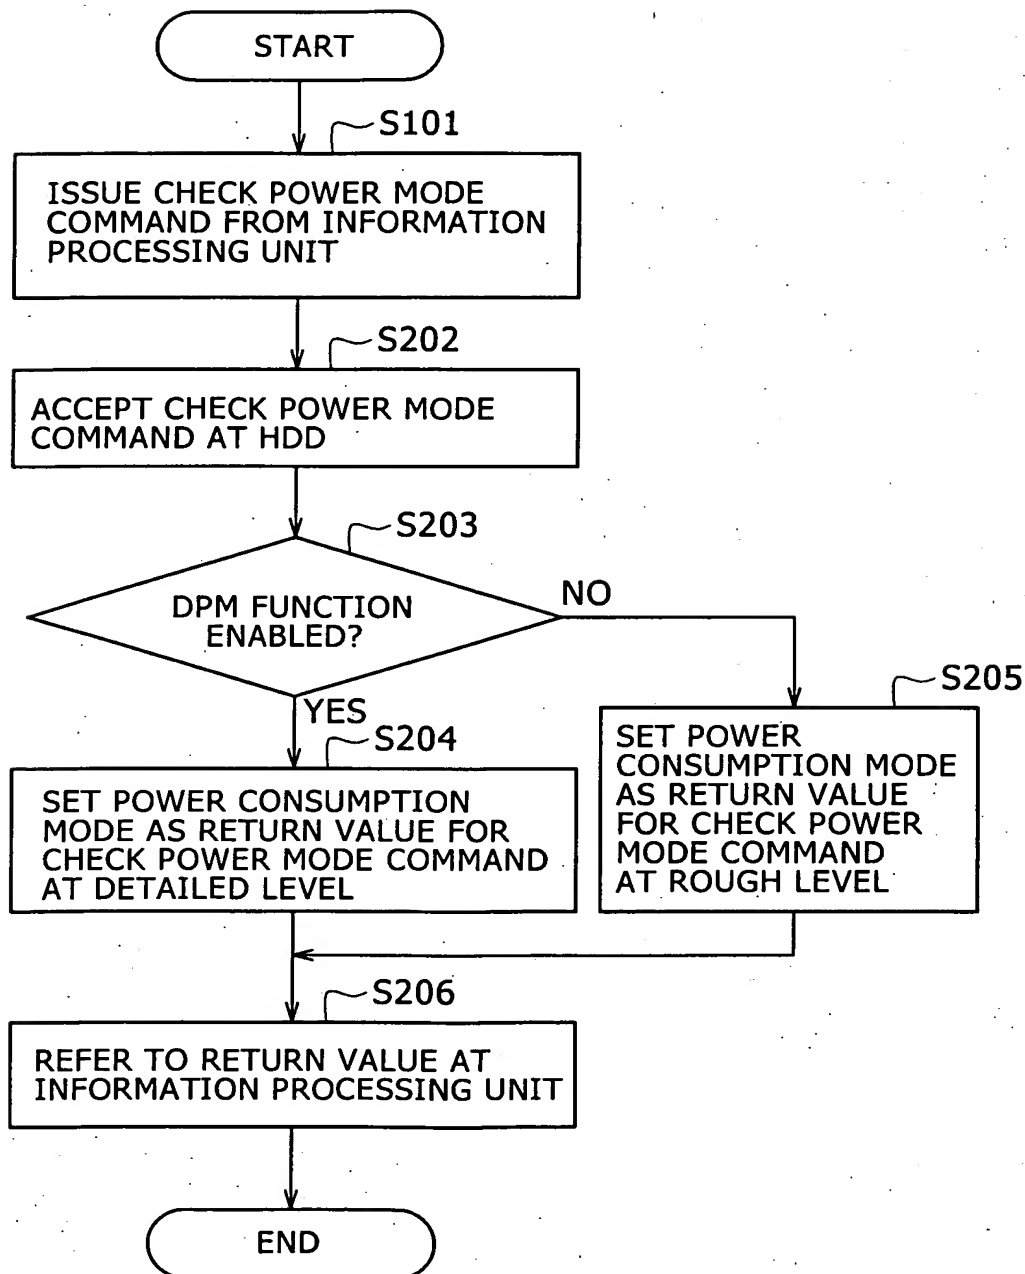 START
S101
ISSUE CHECK POWER MODE
COMMAND FROM INFORMATION
PROCESSING UNIT
S202
ACCEPT CHECK POWER MODE
COMMAND AT HDD
S203
DPM FUNCTION
ENABLED?
NO
YES
S204
SET POWER CONSUMPTION
MODE AS RETURN VALUE FOR
CHECK POWER MODE COMMAND
AT DETAILED LEVEL
S205
SET POWER
CONSUMPTION MODE
AS RETURN VALUE
FOR CHECK POWER
MODE COMMAND
AT ROUGH LEVEL
S206
REFER TO RETURN VALUE AT
INFORMATION PROCESSING UNIT
END